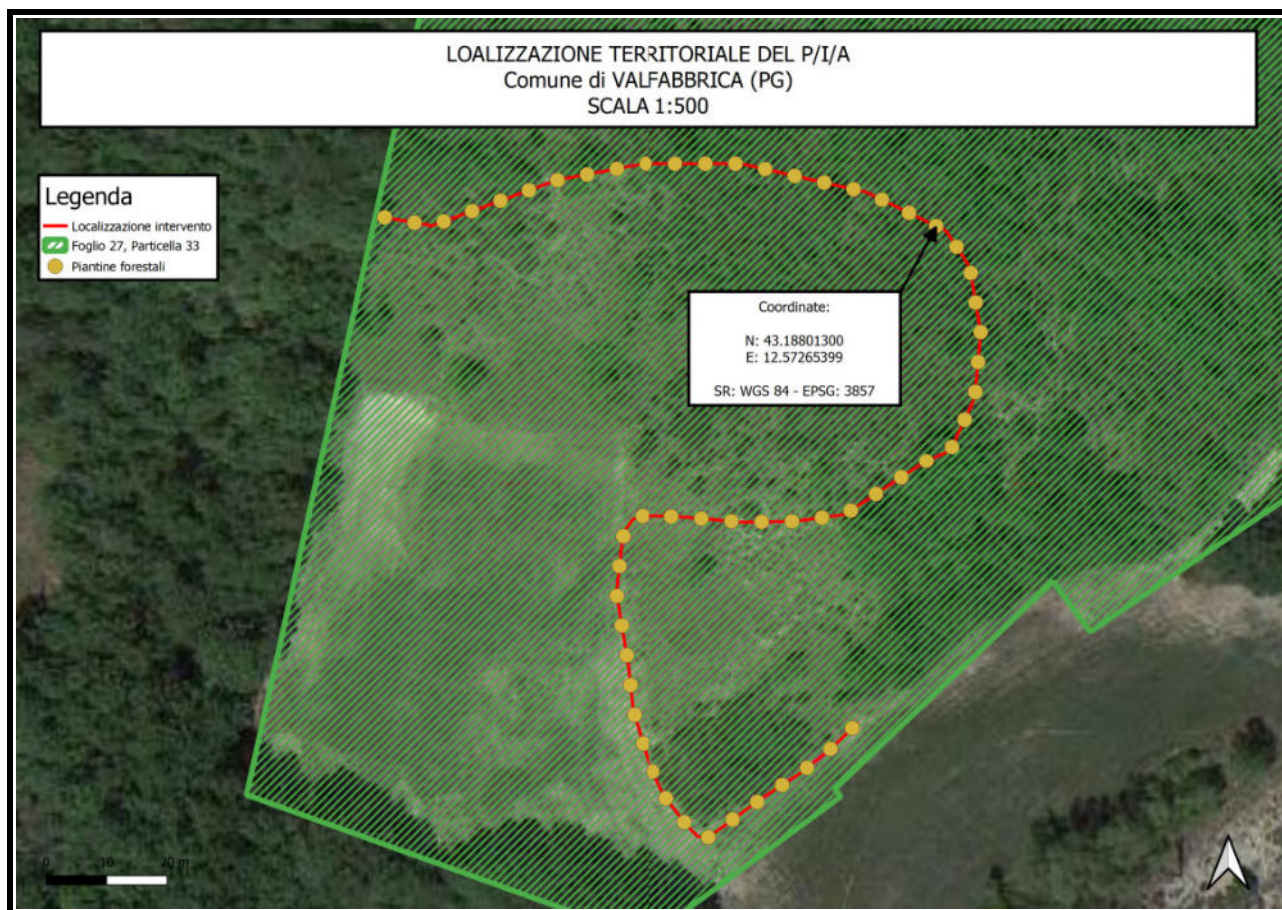 LOALIZZAZIONE TERRITORIALE DEL P/I/A
Comune di VALFABBRICA (PG)
SCALA 1:500
Legenda
Localizzazione intervento
Foglio 27, Particella 33
Piantine forestali
Coordinate:
N: 43.18801300
E: 12.57265399
SR: WGS 84 - EPSG: 3857
0 10 20 m